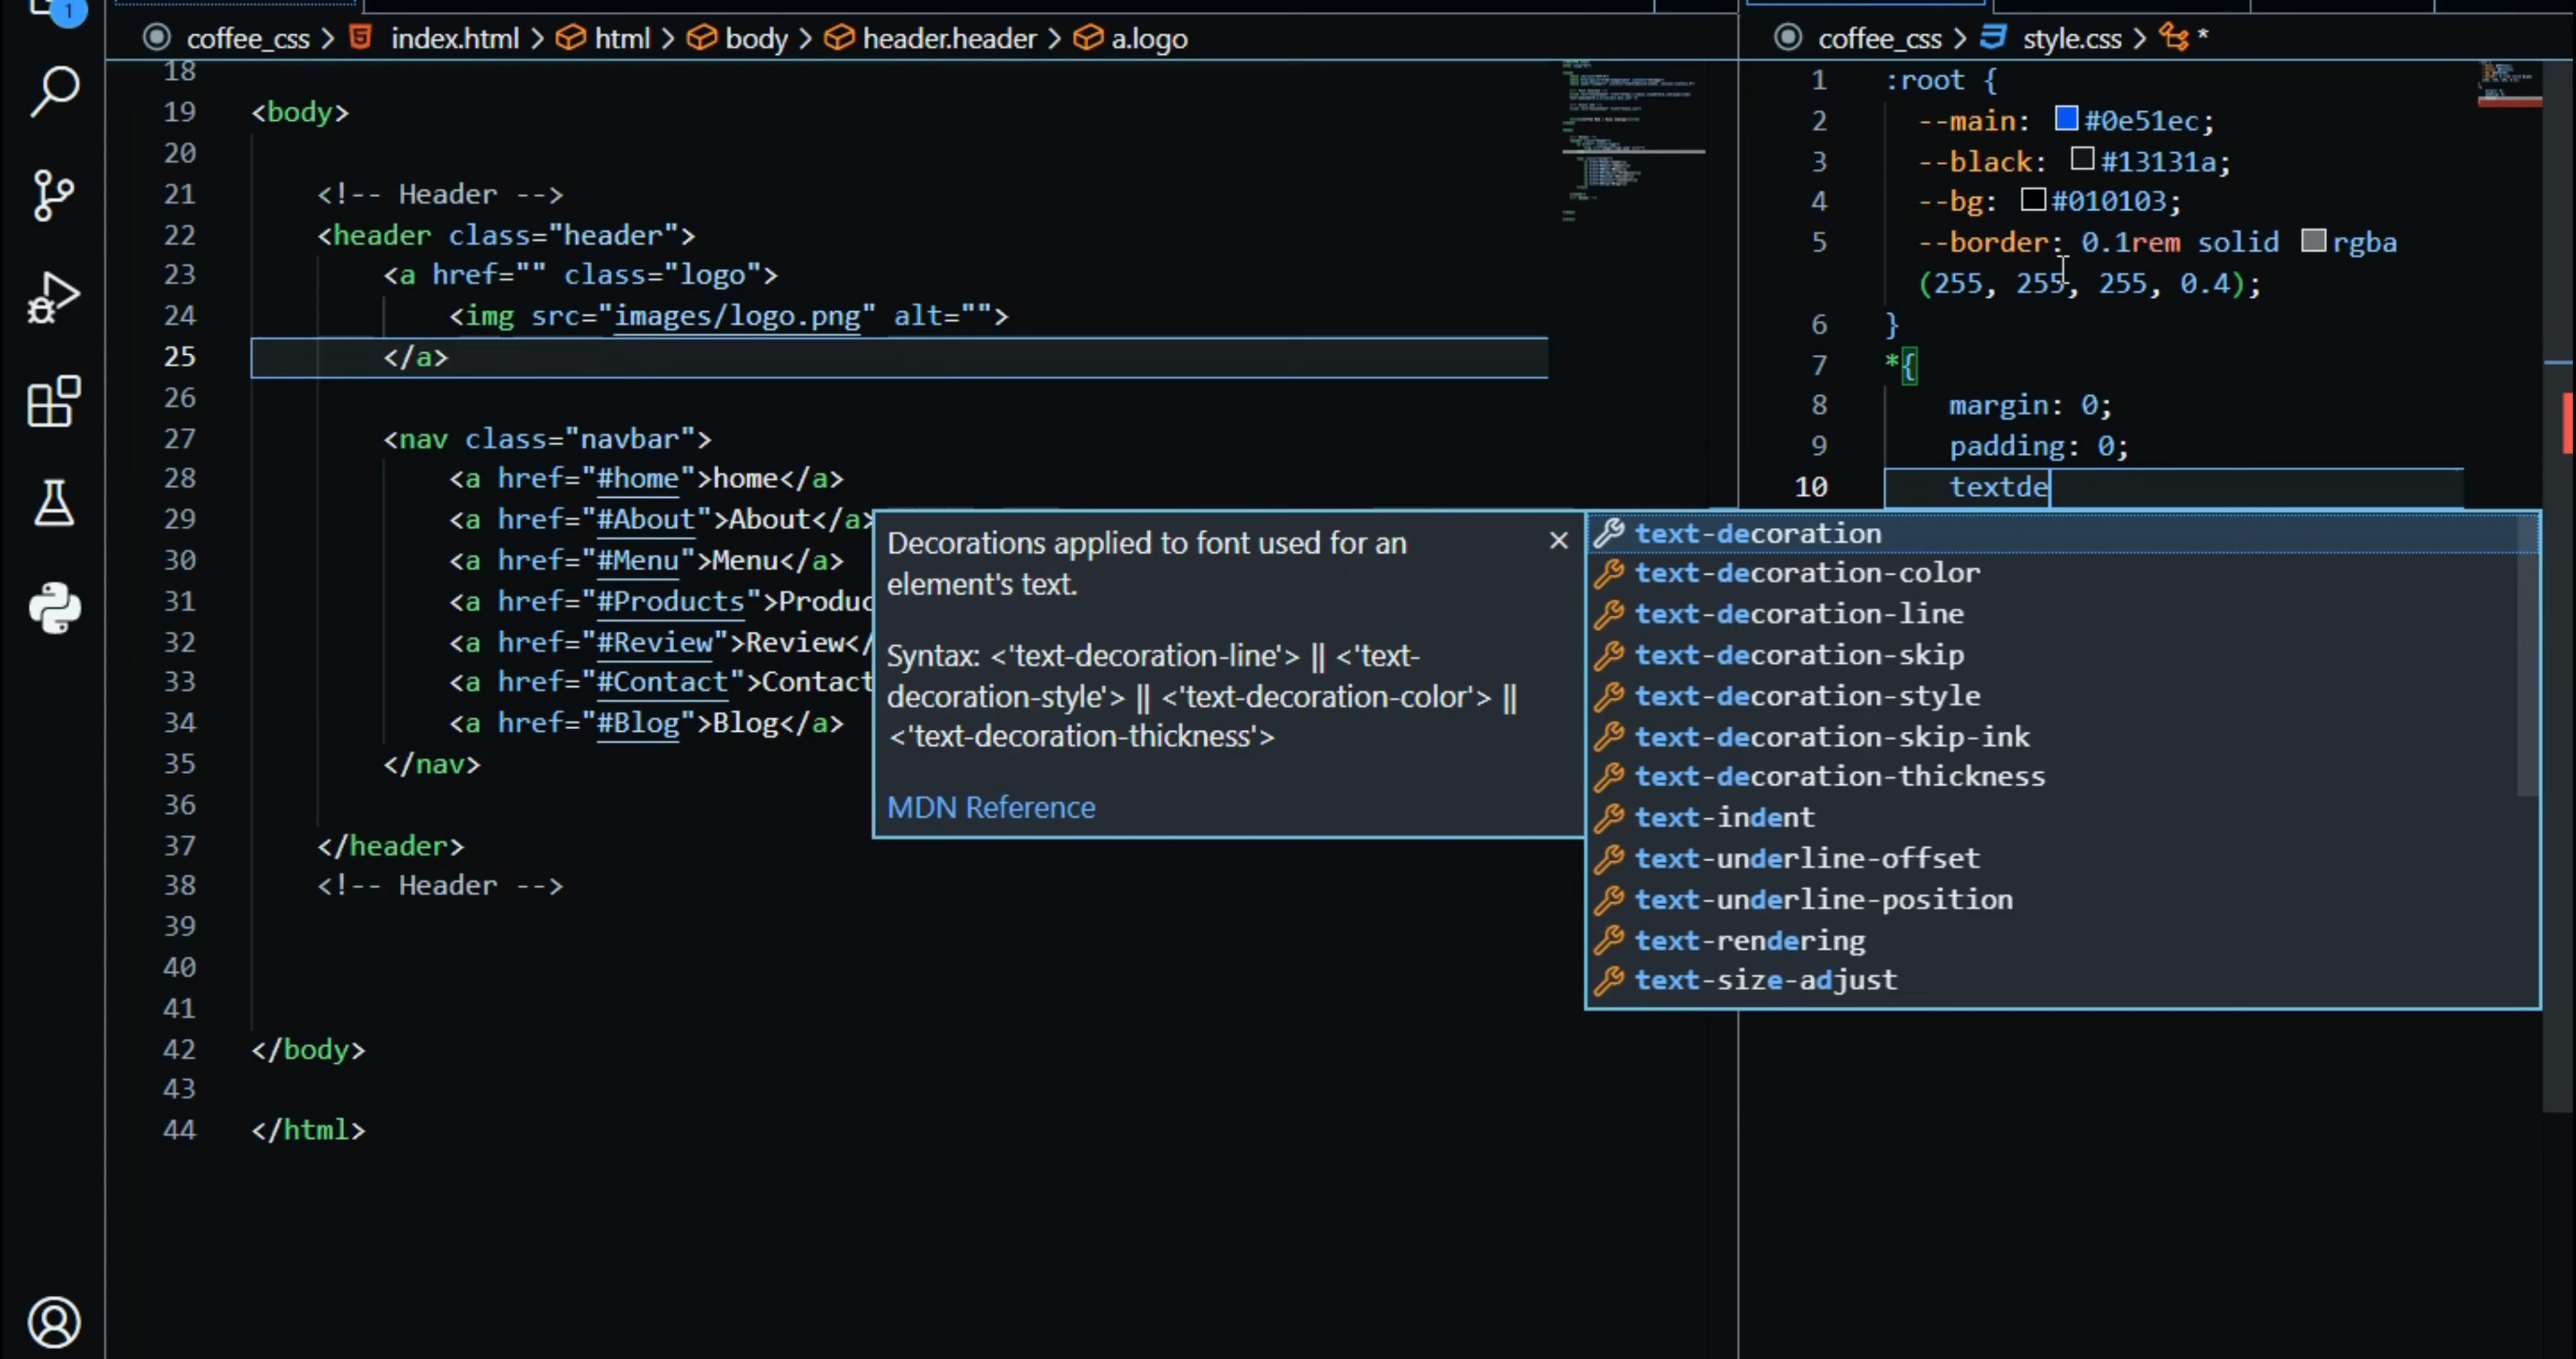 1
coffee_css > index.html > html > body > header.header > a.logo
18
19 <body>
20
21 <!-- Header -->
22 <header class="header">
23 <a href="" class="logo">
24 <img src="images/logo.png" alt="">
25 </a>
26
27 <nav class="navbar">
28 <a href="#home">home</a>
29 <a href="#About">About</a>
30 <a href="#Menu">Menu</a>
31 <a href="#Products">Produc
32 <a href="#Review">Review</
33 <a href="#Contact">Contact
34 <a href="#Blog">Blog</a>
35 </nav>
36
37 </header>
38 <!-- Header -->
39
40
41
42 </body>
43
44 </html>
coffee_css > style.css > *
1 :root {
2 --main: #0e51ec;
3 --black: #13131a;
4 --bg: #010103;
5 --border: 0.1rem solid rgba
(255, 255, 255, 0.4);
6 }
7 *{
8 margin: 0;
9 padding: 0;
10 textde
Decorations applied to font used for an
element's text.
Syntax: <'text-decoration-line'> || <'text-
decoration-style'> || <'text-decoration-color'> ||
<'text-decoration-thickness'>
MDN Reference
text-decoration
text-decoration-color
text-decoration-line
text-decoration-skip
text-decoration-style
text-decoration-skip-ink
text-decoration-thickness
text-indent
text-underline-offset
text-underline-position
text-rendering
text-size-adjust